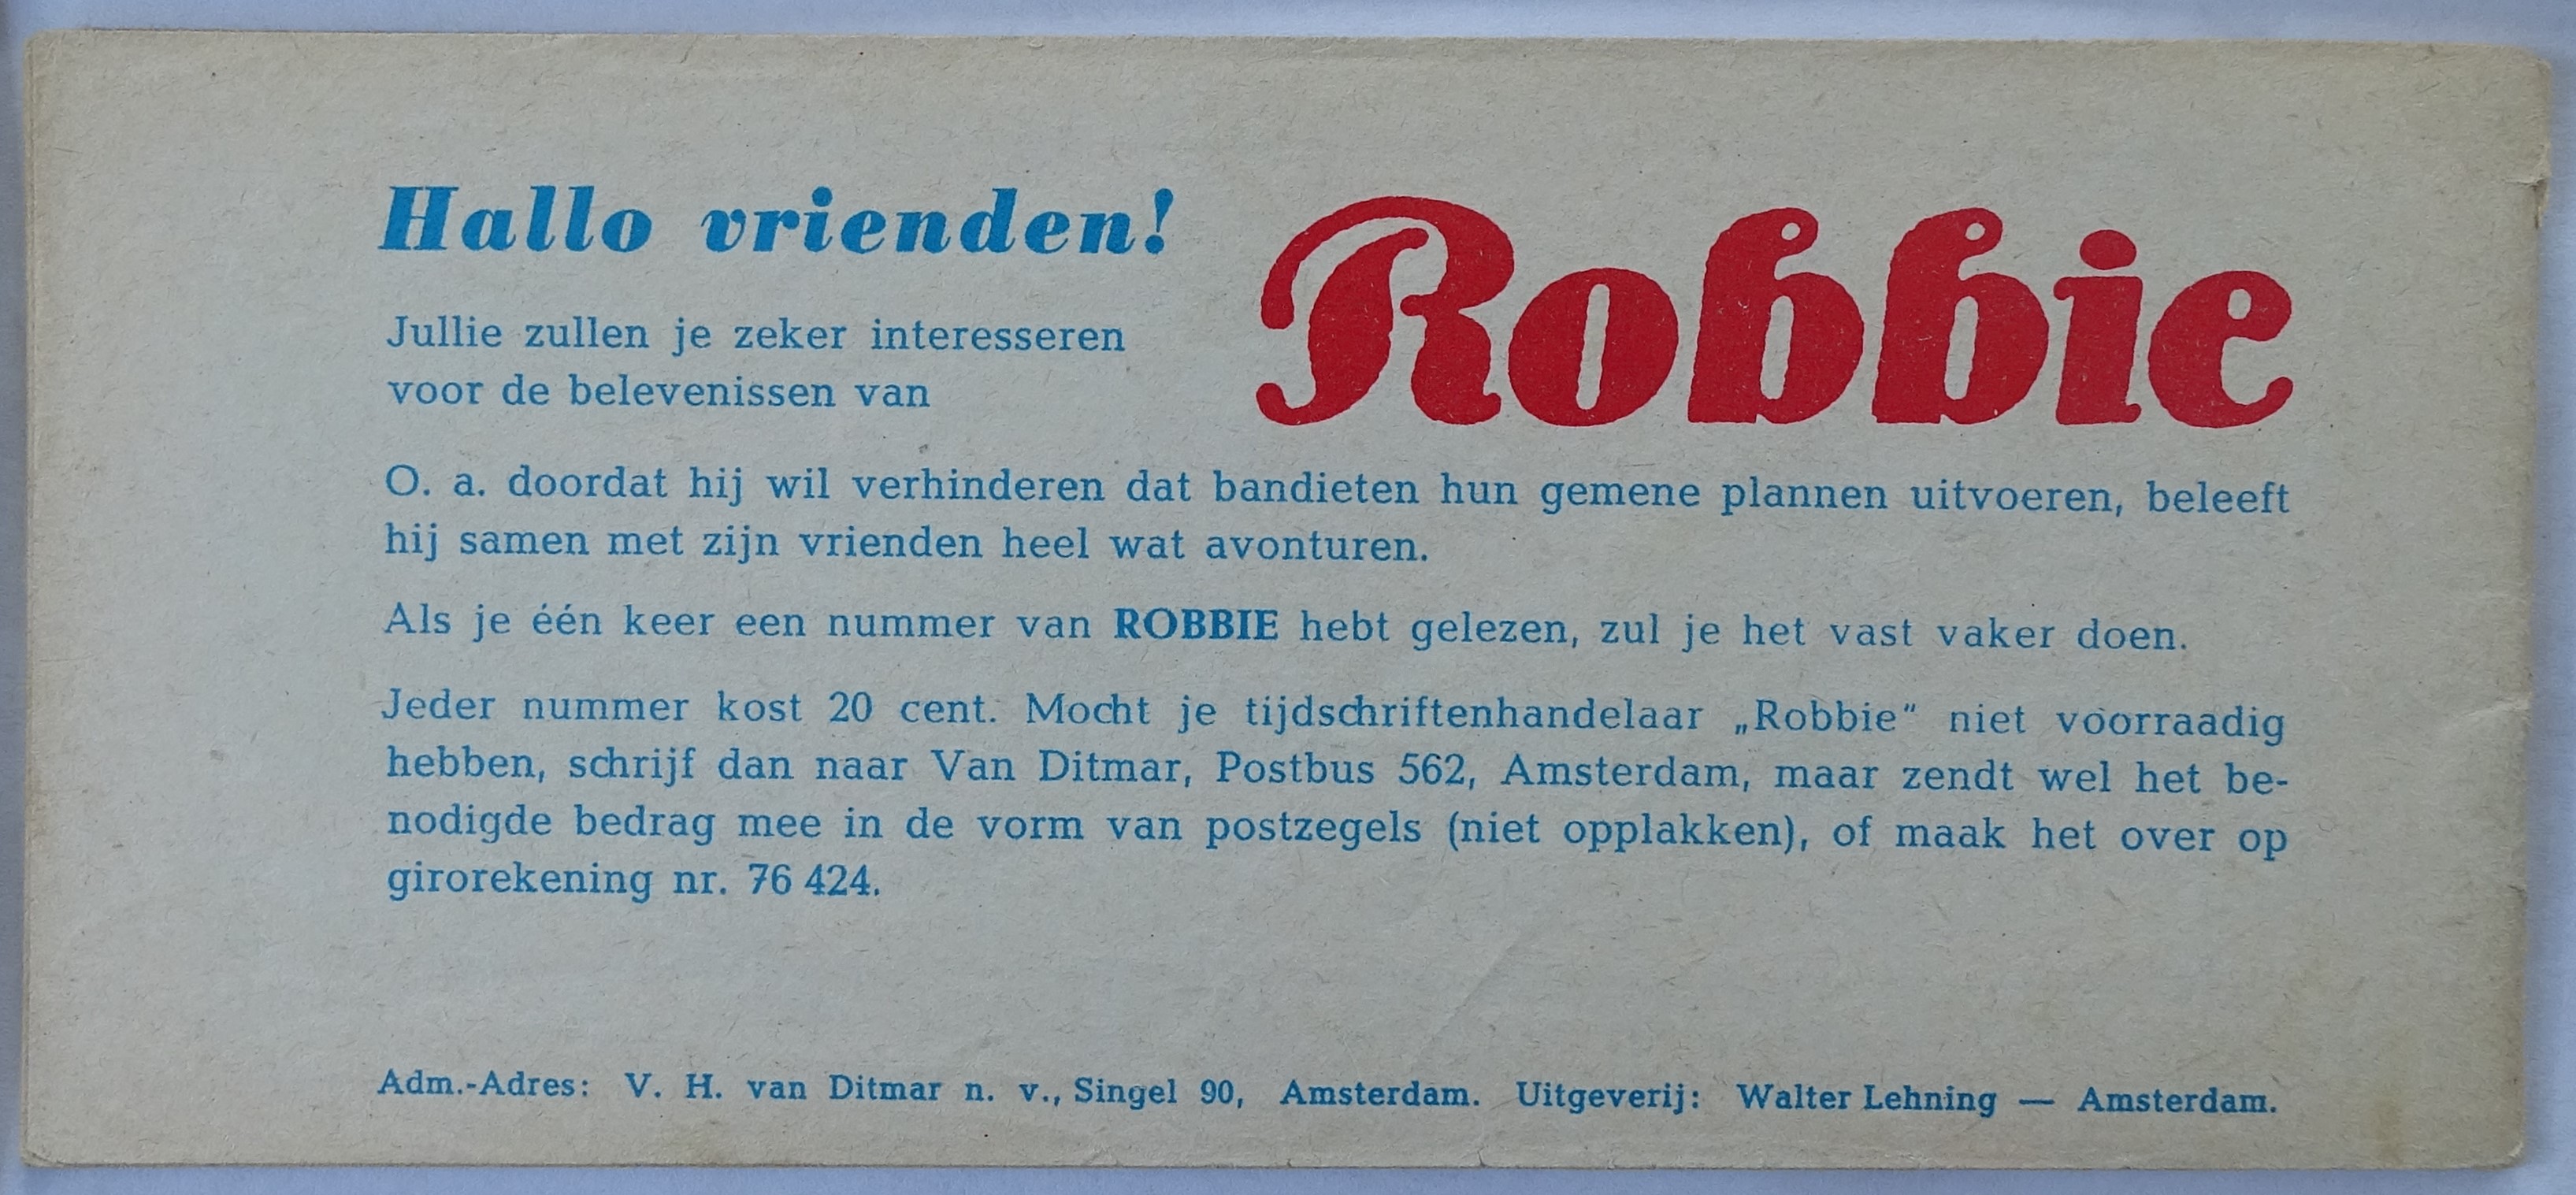 Hallo vrienden!
Jullie zullen je zeker interesseren
voor de belevenissen van
Robbie
O. a. doordat hij wil verhinderen dat bandieten hun gemene plannen uitvoeren, beleeft
hij samen met zijn vrienden heel wat avonturen.
Als je één keer een nummer van ROBBIE hebt gelezen, zul je het vast vaker doen.
Jeder nummer kost 20 cent. Mocht je tijdschriftenhandelaar „Robbie“ niet voorraadig
hebben, schrijf dan naar Van Ditmar, Postbus 562, Amsterdam, maar zendt wel het be-
nodigde bedrag mee in de vorm van postzegels (niet opplakken), of maak het over op
girorekening nr. 76 424.
Adm.-Adres: V. H. van Ditmar n. v., Singel 90, Amsterdam. Uitgeverij: Walter Lehning — Amsterdam.